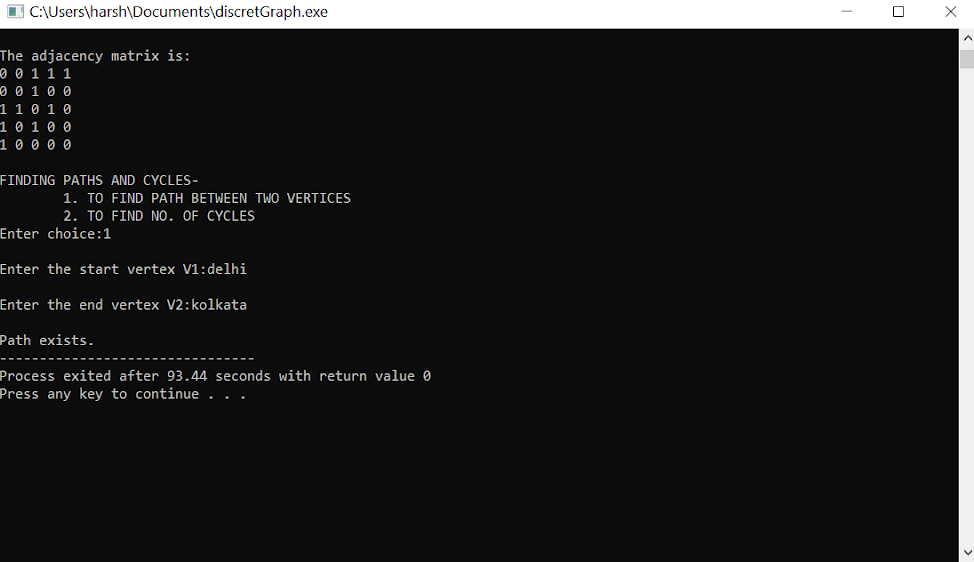 C:\Users\harsh\Documents\discretGraph.exe
The adjacency matrix is:
0 0 1 1 1
0 0 1 0 0
1 1 0 1 0
1 0 1 0 0
1 0 0 0 0
FINDING PATHS AND CYCLES-
1. TO FIND PATH BETWEEN TWO VERTICES
2. TO FIND NO. OF CYCLES
Enter choice:1
Enter the start vertex V1:delhi
Enter the end vertex V2:kolkata
Path exists.
--------------------------------
Process exited after 93.44 seconds with return value 0
Press any key to continue . . .